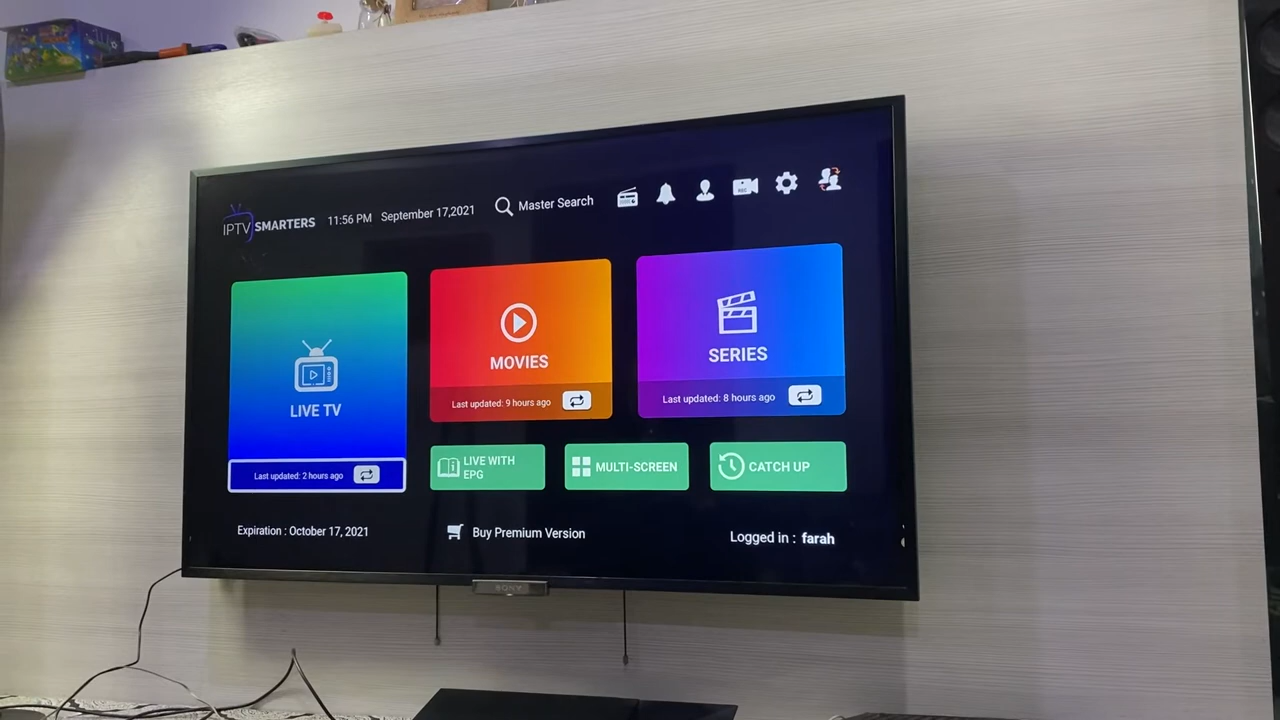 IPTV SMARTERS
11:56 PM September 17,2021
Master Search
REC
LIVE TV
Last updated: 2 hours ago
MOVIES
Last updated: 9 hours ago
SERIES
Last updated: 8 hours ago
LIVE WITH
EPG
MULTI-SCREEN
CATCH UP
Expiration : October 17, 2021
Buy Premium Version
Logged in : farah
SONY